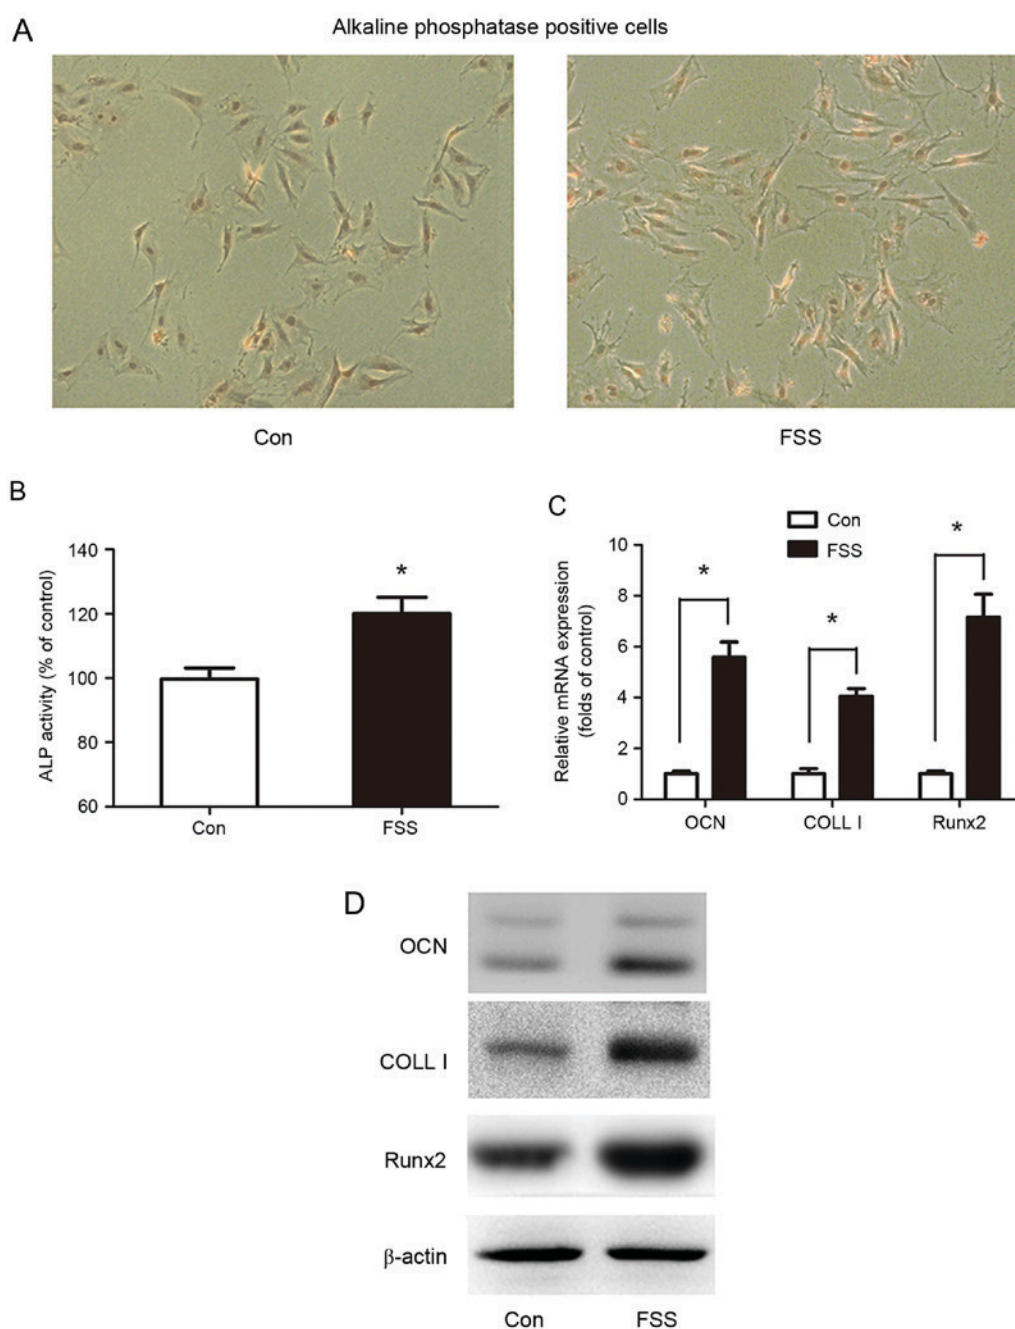 A
Alkaline phosphatase positive cells
Con
FSS
B
ALP activity (% of control)
140
120
100
80
60
*
Con
FSS
C
Con
FSS
Relative mRNA expression
(folds of control)
10
8
6
4
2
0
*
*
*
OCN
COLL I
Runx2
D
OCN
COLL I
Runx2
β-actin
Con
FSS